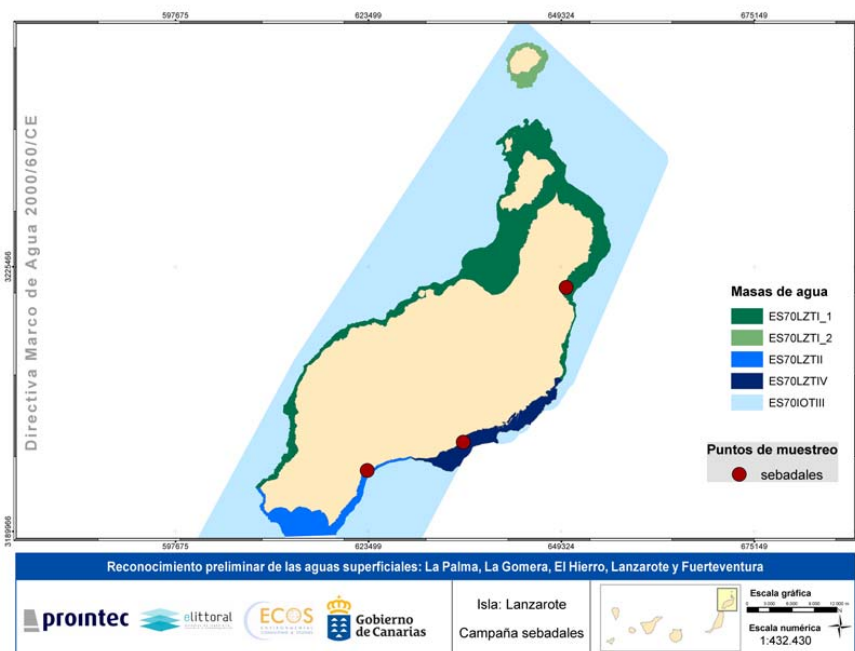 597675 623499 649324 675149
Directiva Marco de Agua 2000/60/CE
3225466
3189966
Masas de agua
ES70LZTI_1
ES70LZTI_2
ES70LZTII
ES70LZTIV
ES70IOTIII
Puntos de muestreo
sebadales
597675 623499 649324 675149
Reconocimiento preliminar de las aguas superficiales: La Palma, La Gomera, El Hierro, Lanzarote y Fuerteventura
prointec
elittoral
ECOS
Gobierno
de Canarias
Isla: Lanzarote
Campaña sebadales
Escala gráfica
Escala numérica
1:432.430